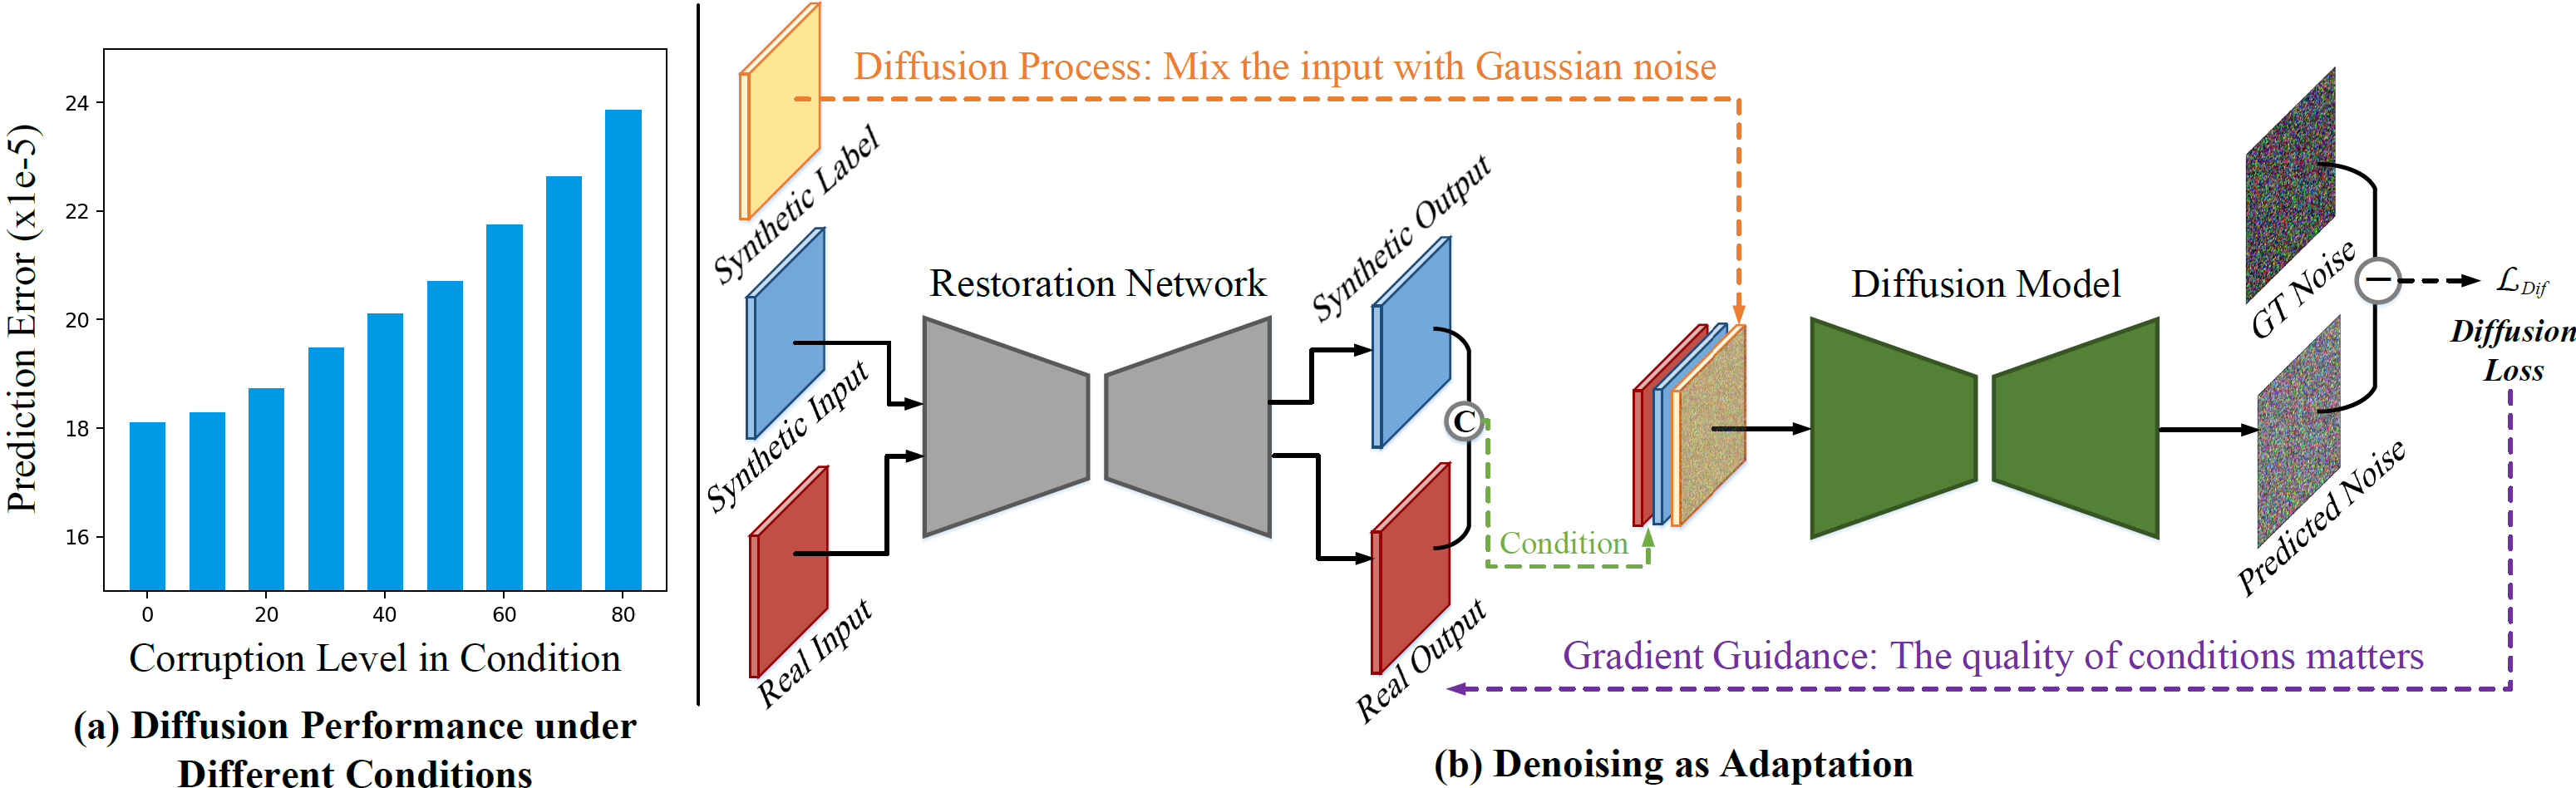 24
22
20
18
16
Prediction Error (x1e-5)
0 20 40 60 80
Corruption Level in Condition
(a) Diffusion Performance under
Different Conditions
Diffusion Process: Mix the input with Gaussian noise
Synthetic Label
Synthetic Input
Real Input
Restoration Network
Synthetic Output
Real Output
C
Condition
Diffusion Model
GT Noise
Predicted Noise
−
ℒDif
Diffusion
Loss
Gradient Guidance: The quality of conditions matters
(b) Denoising as Adaptation